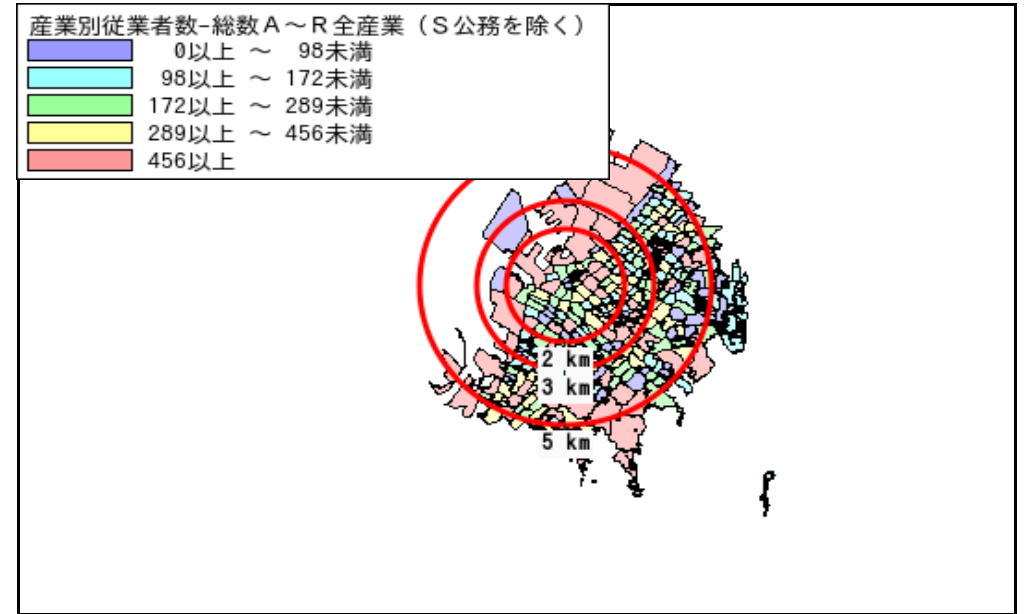 産業別従業者数−総数A～R全産業（S公務を除く）
0以上 ～ 98未満
98以上 ～ 172未満
172以上 ～ 289未満
289以上 ～ 456未満
456以上
2 km
3 km
5 km